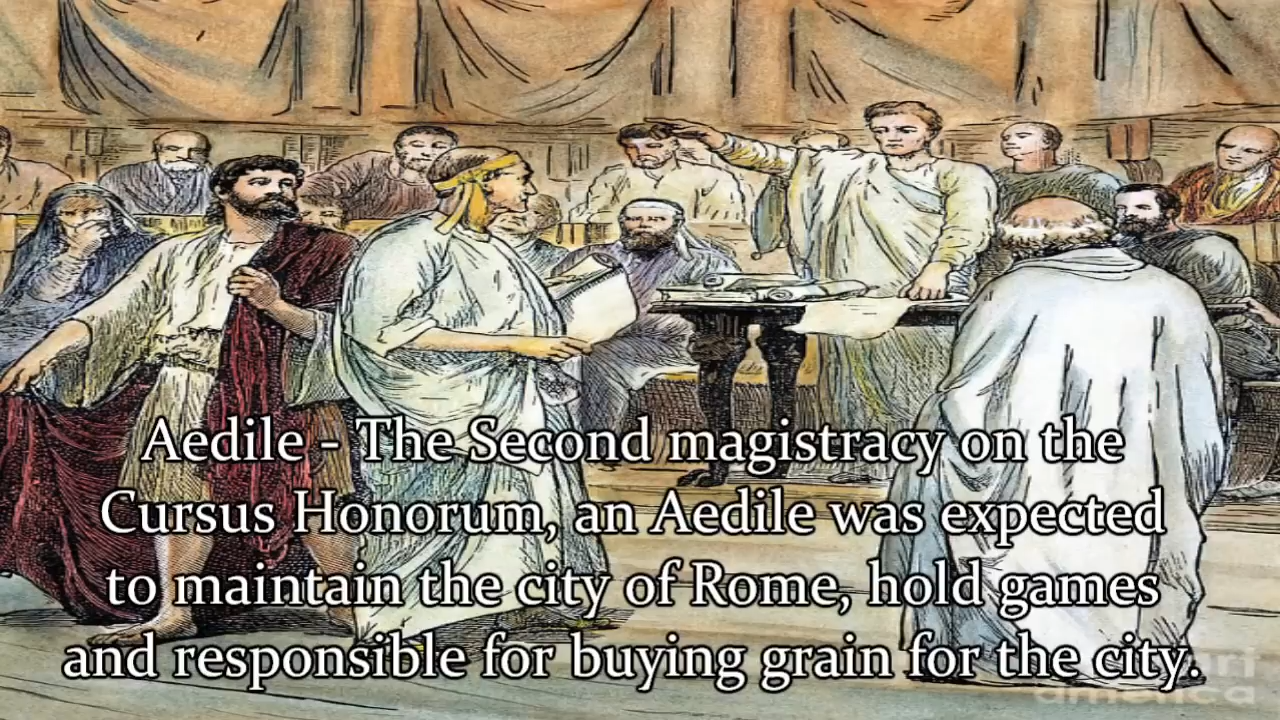 Aedile - The Second magistracy on the
Cursus Honorum, an Aedile was expected
to maintain the city of Rome, hold games
and responsible for buying grain for the city.
america